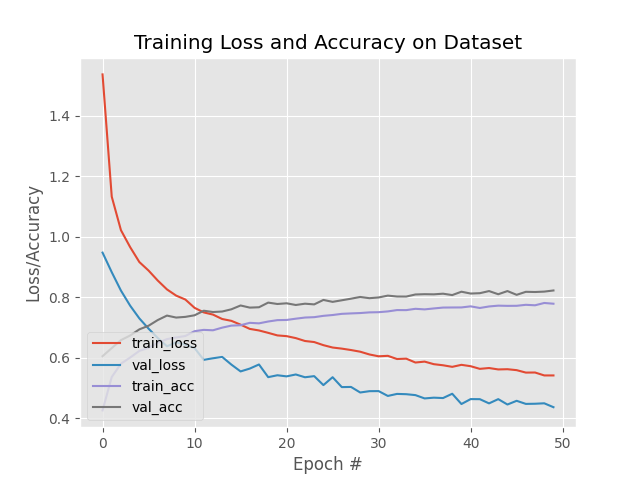 Training Loss and Accuracy on Dataset
Loss/Accuracy
1.4
1.2
1.0
0.8
0.6
0.4
train_loss
val_loss
train_acc
val_acc
0 10 20 30 40 50
Epoch #